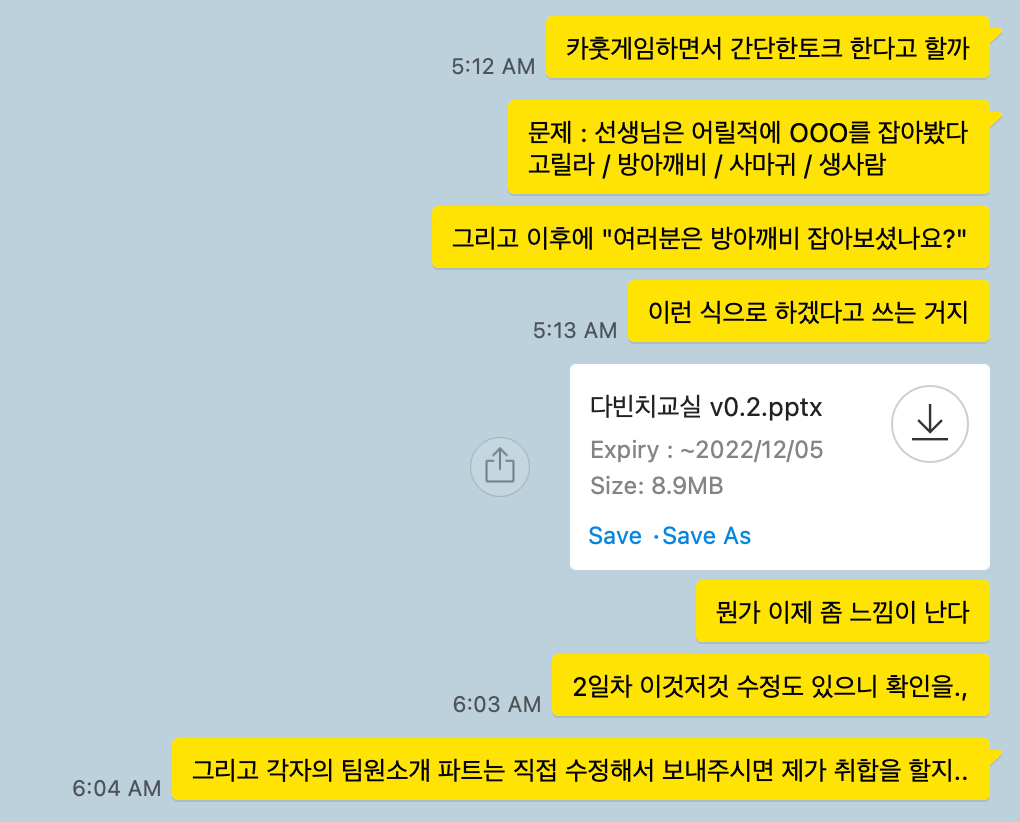 카훗게임하면서 간단한토크 한다고 할까
5:12 AM
문제 : 선생님은 어릴적에 OOO를 잡아봤다
고릴라 / 방아깨비 / 사마귀 / 생사람
그리고 이후에 "여러분은 방아깨비 잡아보셨나요?"
이런 식으로 하겠다고 쓰는 거지
5:13 AM
다빈치교실 v0.2.pptx
Expiry : ~2022/12/05
Size: 8.9MB
Save · Save As
뭔가 이제 좀 느낌이 난다
2일차 이것저것 수정도 있으니 확인을.,
6:03 AM
그리고 각자의 팀원소개 파트는 직접 수정해서 보내주시면 제가 취합을 할지..
6:04 AM